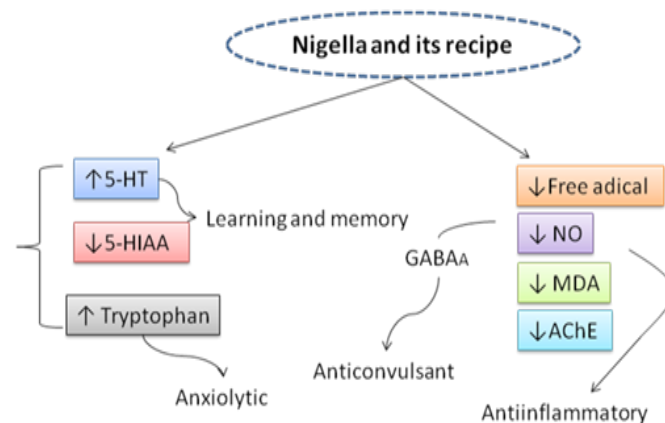 Nigella and its recipe
↑5-HT
↓5-HIAA
Learning and memory
↑ Tryptophan
Anxiolytic
↓Free adical
↓ NO
GABAA
↓ MDA
↓AChE
Anticonvulsant
Antiinflammatory